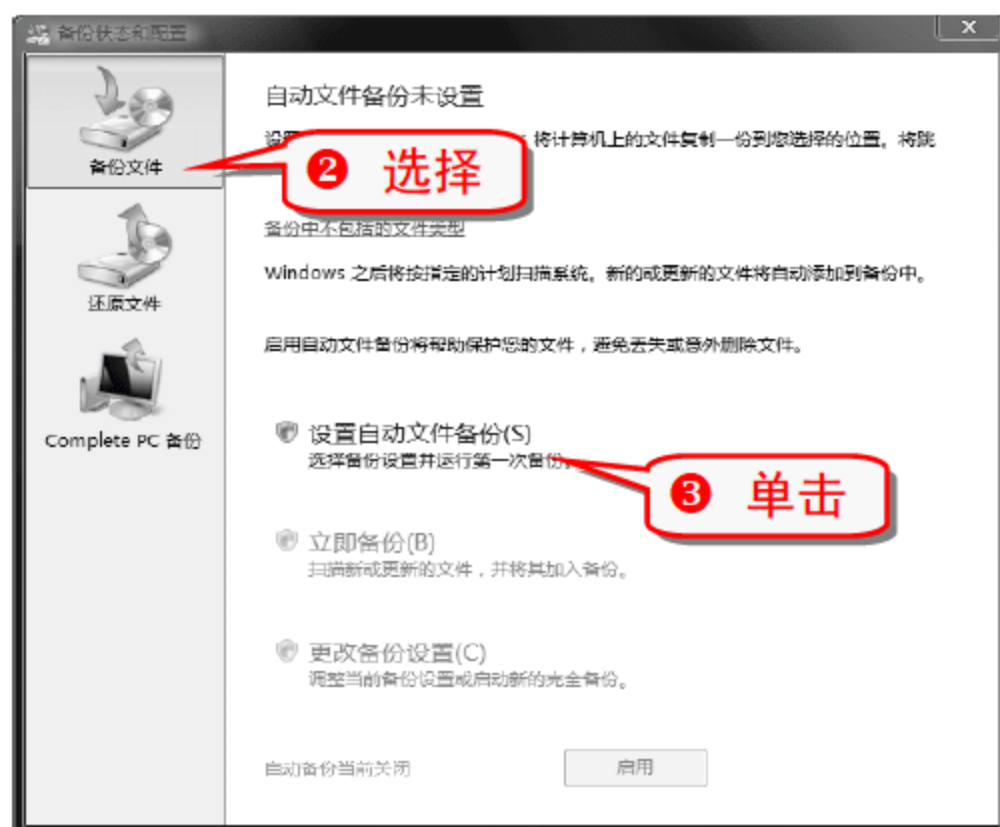 备份状态和配置
备份文件
还原文件
Complete PC 备份
自动文件备份未设置
设置
将计算机上的文件复制一份到您选择的位置。将跳
❷ 选择
备份中不包括的文件类型
Windows 之后将按指定的计划扫描系统。新的或更新的文件将自动添加到备份中。
启用自动文件备份将帮助保护您的文件，避免丢失或意外删除文件。
设置自动文件备份(S)
选择备份设置并运行第一次备份。
❸ 单击
立即备份(B)
扫描新或更新的文件，并将其加入备份。
更改备份设置(C)
调整当前备份设置或启动新的完全备份。
自动备份当前关闭
启用